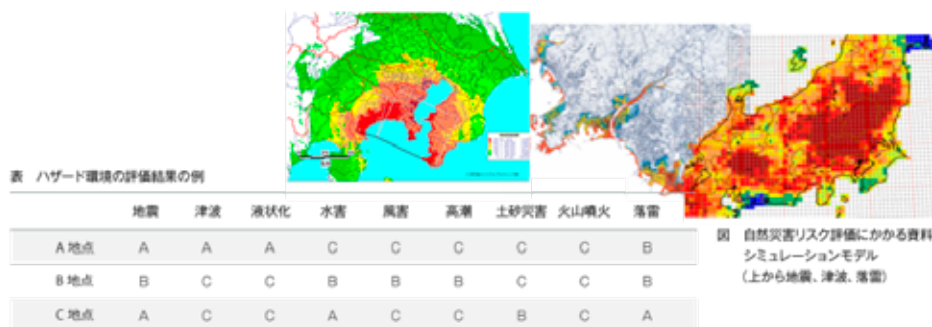 表 ハザード環境の評価結果の例
地震 津波 液状化 水害 風害 高潮 土砂災害 火山噴火 落雷
A 地点 A A A C C C C C B
B 地点 B C C B B B C C B
C 地点 A C C A C C B C A
図 自然災害リスク評価にかかる資料
シミュレーションモデル
(上から地震、津波、落雷)